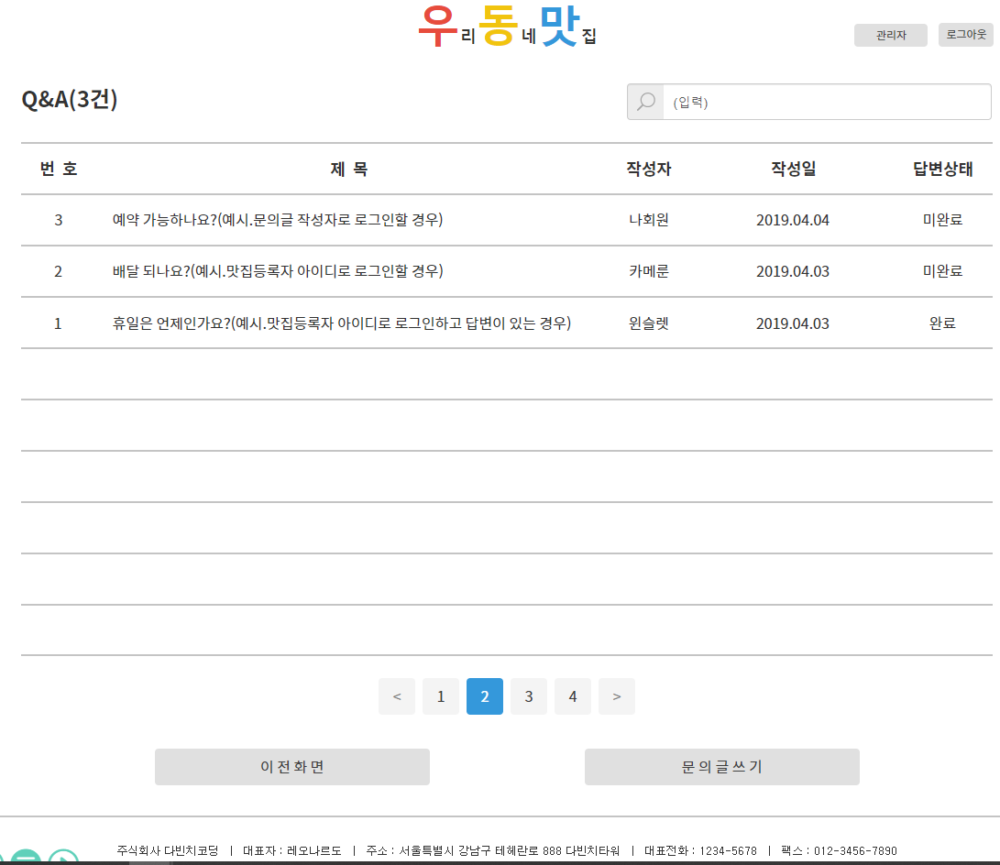 우리동네맛집
관리자 로그아웃
Q&A(3건) (입력)
번 호 제 목 작성자 작성일 답변상태
3 예약 가능하나요?(예시.문의글 작성자로 로그인할 경우) 나회원 2019.04.04 미완료
2 배달 되나요?(예시.맛집등록자 아이디로 로그인할 경우) 카메룬 2019.04.03 미완료
1 휴일은 언제인가요?(예시.맛집등록자 아이디로 로그인하고 답변이 있는 경우) 윈슬렛 2019.04.03 완료
< 1 2 3 4 >
이 전 화 면 문 의 글 쓰 기
주식회사 다빈치코딩 | 대표자 : 레오나르도 | 주소 : 서울특별시 강남구 테헤란로 888 다빈치타워 | 대표전화 : 1234-5678 | 팩스 : 012-3456-7890